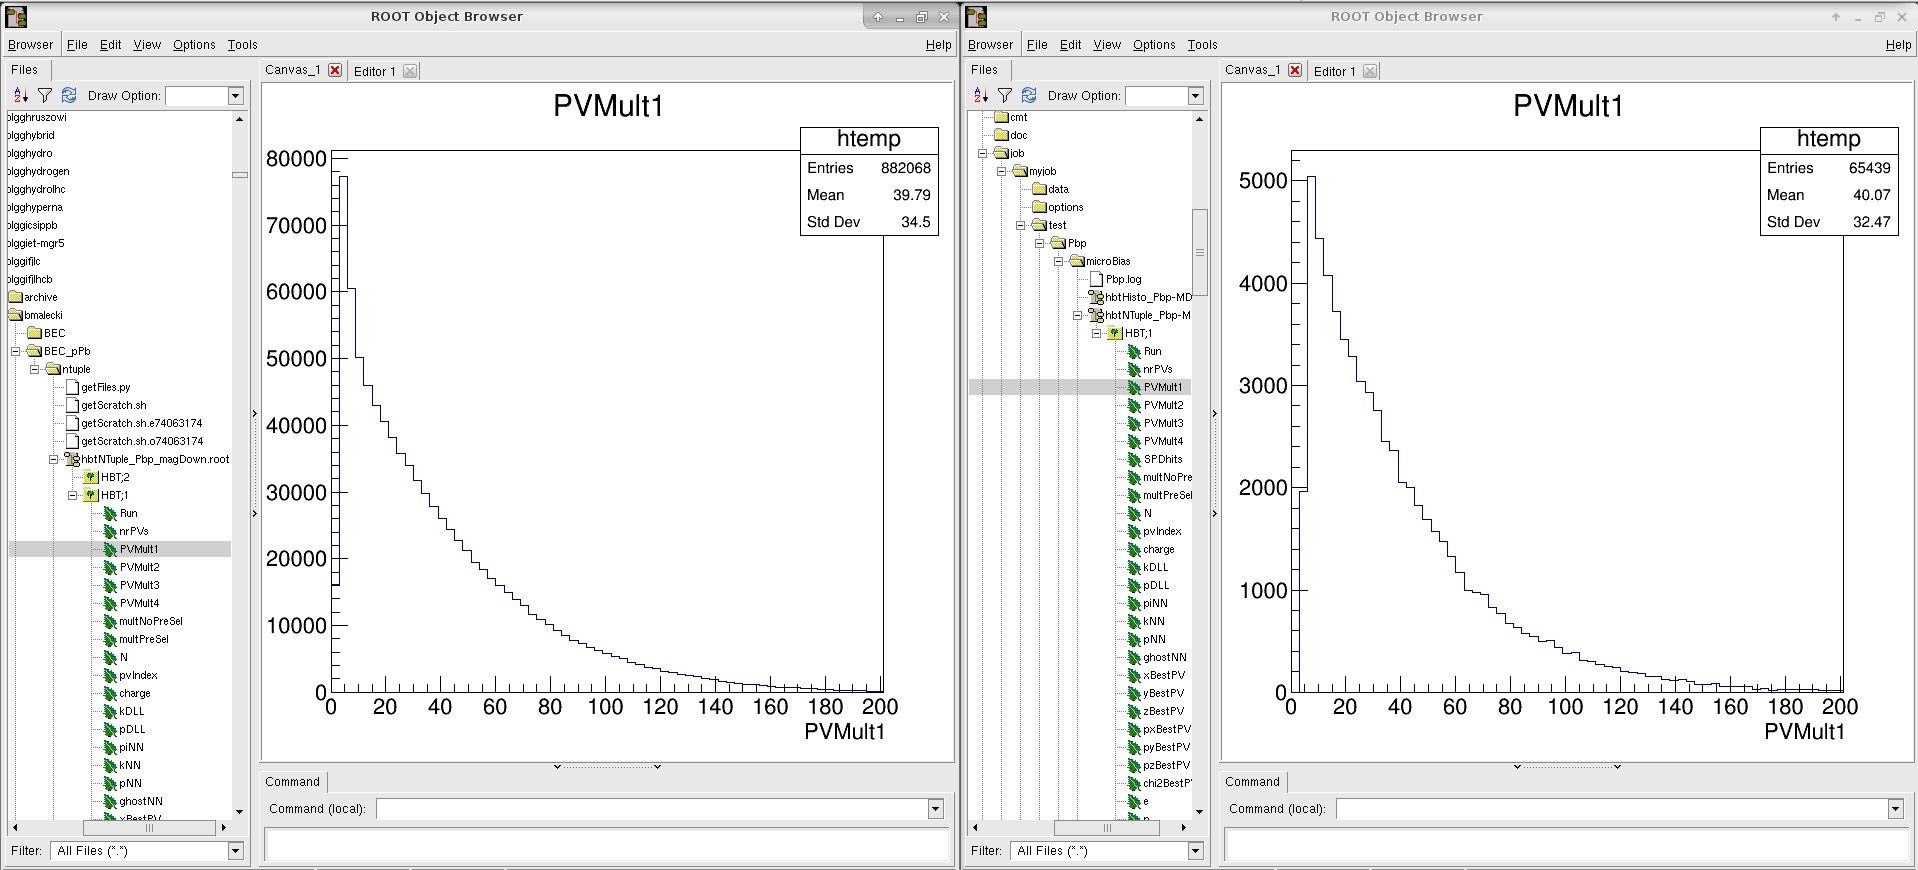 ROOT Object Browser
Browser File Edit View Options Tools Help
Files
Draw Option:
plgghruszowi
plgghybrid
plgghydro
plgghydrogen
plgghydrolhc
plgghyperna
plggicsippb
plggiet-mgr5
plggifjlc
plggifjlhcb
archive
bmalecki
BEC
BEC_pPb
ntuple
getFiles.py
getScratch.sh
getScratch.sh.e74063174
getScratch.sh.o74063174
hbtNTuple_Pbp_magDown.root
HBT;2
HBT;1
Run
nrPVs
PVMult1
PVMult2
PVMult3
PVMult4
multNoPreSel
multPreSel
N
pvIndex
charge
kDLL
pDLL
piNN
kNN
pNN
ghostNN
xBestPV
Filter: All Files (*.*)
Canvas_1 Editor 1
PVMult1
htemp
Entries 882068
Mean 39.79
Std Dev 34.5
80000
70000
60000
50000
40000
30000
20000
10000
0
0 20 40 60 80 100 120 140 160 180 200
PVMult1
Command
Command (local):
ROOT Object Browser
Browser File Edit View Options Tools Help
Files
Draw Option:
cmt
doc
job
myjob
data
options
test
Pbp
microBias
Pbp.log
hbtHisto_Pbp-MD
hbtNTuple_Pbp-M
HBT;1
Run
nrPVs
PVMult1
PVMult2
PVMult3
PVMult4
SPDhits
multNoPre
multPreSel
N
pvIndex
charge
kDLL
pDLL
piNN
kNN
pNN
ghostNN
xBestPV
yBestPV
zBestPV
pxBestPV
pyBestPV
pzBestPV
chi2BestP
e
Filter: All Files (*.*)
Canvas_1 Editor 1
PVMult1
htemp
Entries 65439
Mean 40.07
Std Dev 32.47
5000
4000
3000
2000
1000
0
0 20 40 60 80 100 120 140 160 180 200
PVMult1
Command
Command (local):